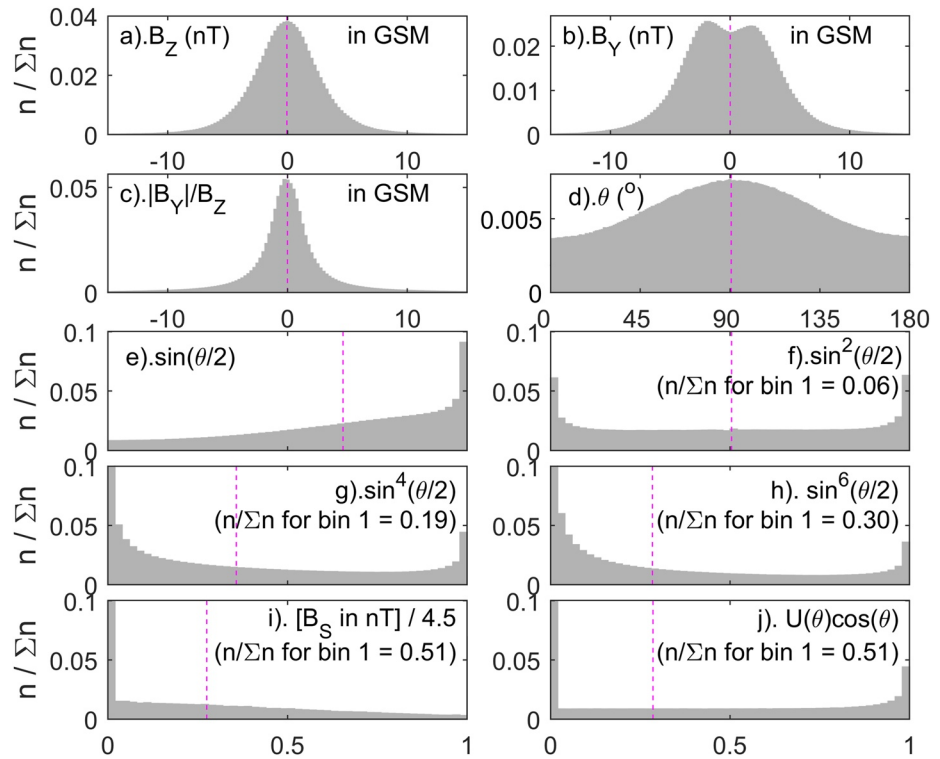 a).B_Z (nT) in GSM
0.04
0.02
0
n / Σn
-10 0 10
b).B_Y (nT) in GSM
0.02
0.01
0
-10 0 10
c).|B_Y|/B_Z in GSM
0.05
0
n / Σn
-10 0 10
d).θ (°)
0.005
0
0 45 90 135 180
e).sin(θ/2)
0.1
0.05
0
n / Σn
f).sin²(θ/2)
(n/Σn for bin 1 = 0.06)
0.1
0.05
0
g).sin⁴(θ/2)
(n/Σn for bin 1 = 0.19)
0.1
0.05
0
n / Σn
h). sin⁶(θ/2)
(n/Σn for bin 1 = 0.30)
0.1
0.05
0
i). [B_S in nT] / 4.5
(n/Σn for bin 1 = 0.51)
0.1
0.05
0
n / Σn
0 0.5 1
j). U(θ)cos(θ)
(n/Σn for bin 1 = 0.51)
0.1
0.05
0
0 0.5 1